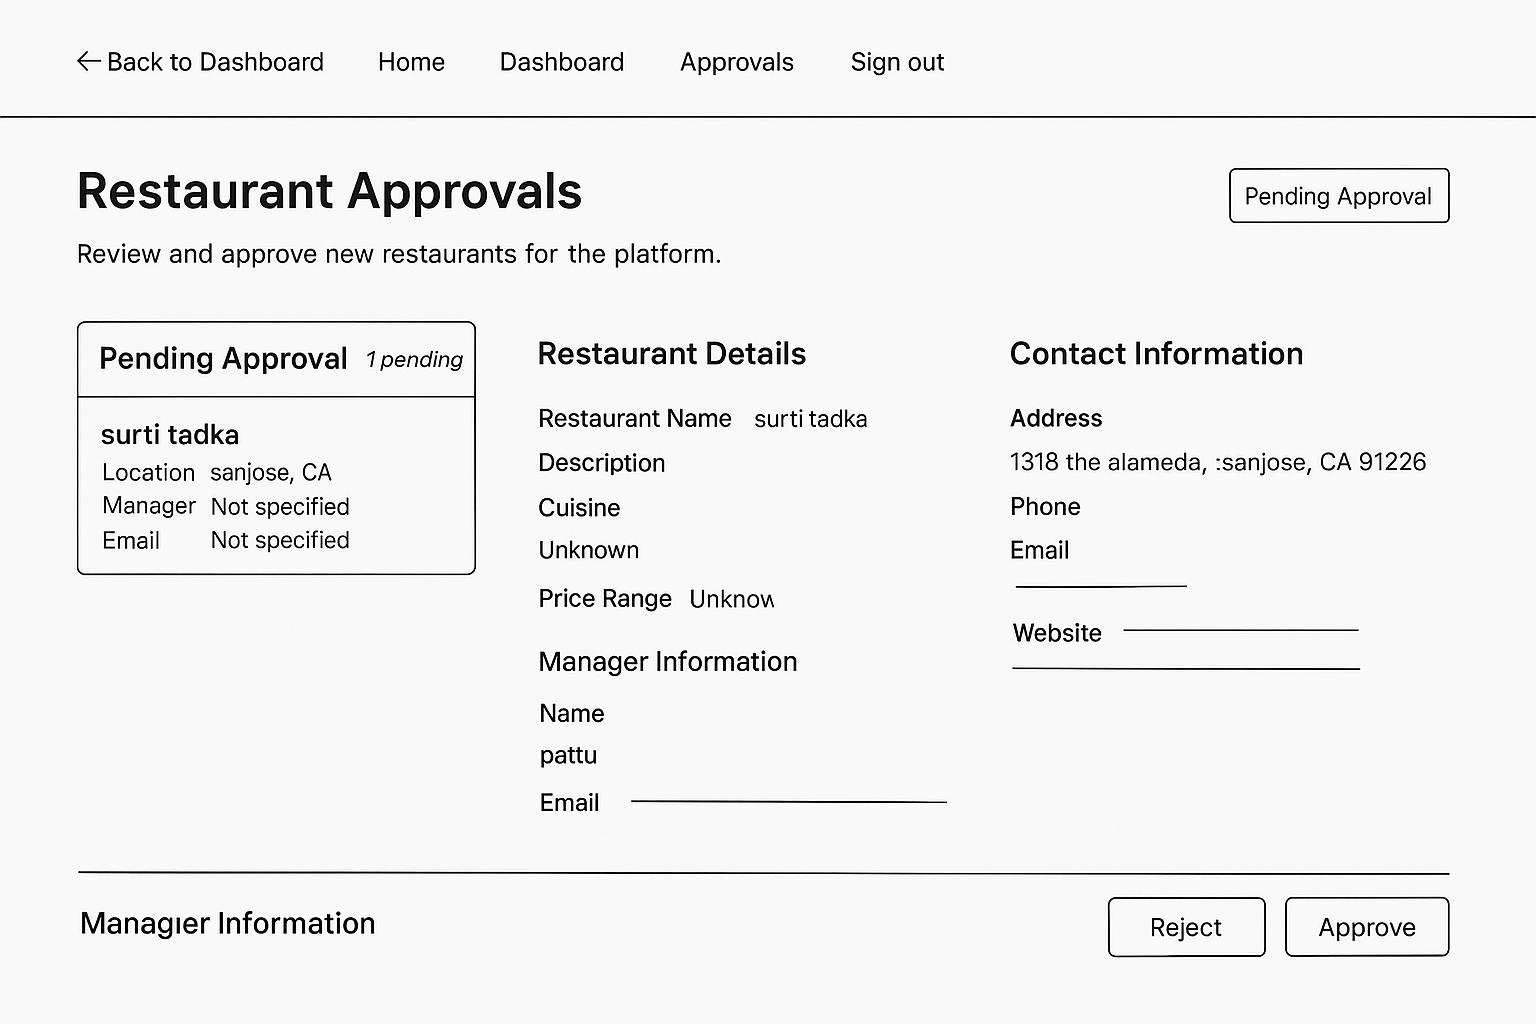 ← Back to Dashboard Home Dashboard Approvals Sign out
Restaurant Approvals
Pending Approval
Review and approve new restaurants for the platform.
Pending Approval 1 pending
surti tadka
Location sanjose, CA
Manager Not specified
Email Not specified
Restaurant Details
Restaurant Name surti tadka
Description
Cuisine
Unknown
Price Range Unknow
Manager Information
Name
pattu
Email
Contact Information
Address
1318 the alameda, :sanjose, CA 91226
Phone
Email
Website
Managıer Information
Reject Approve